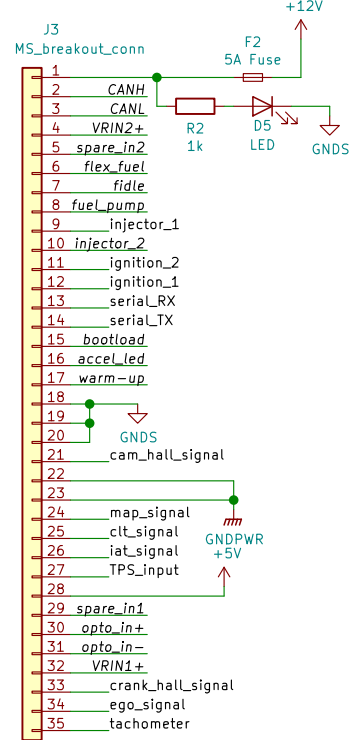 +12V
J3
MS_breakout_conn
F2
5A Fuse
1
R2
1k
D5
LED
GNDS
2 CANH
3 CANL
4 VRIN2+
5 spare_in2
6 flex_fuel
7 fidle
8 fuel_pump
9 injector_1
10 injector_2
11 ignition_2
12 ignition_1
13 serial_RX
14 serial_TX
15 bootload
16 accel_led
17 warm-up
18
19
20
GNDS
21 cam_hall_signal
22
23
24 map_signal
25 clt_signal
26 iat_signal
27 TPS_input
GNDPWR
+5V
28
29 spare_in1
30 opto_in+
31 opto_in-
32 VRIN1+
33 crank_hall_signal
34 ego_signal
35 tachometer